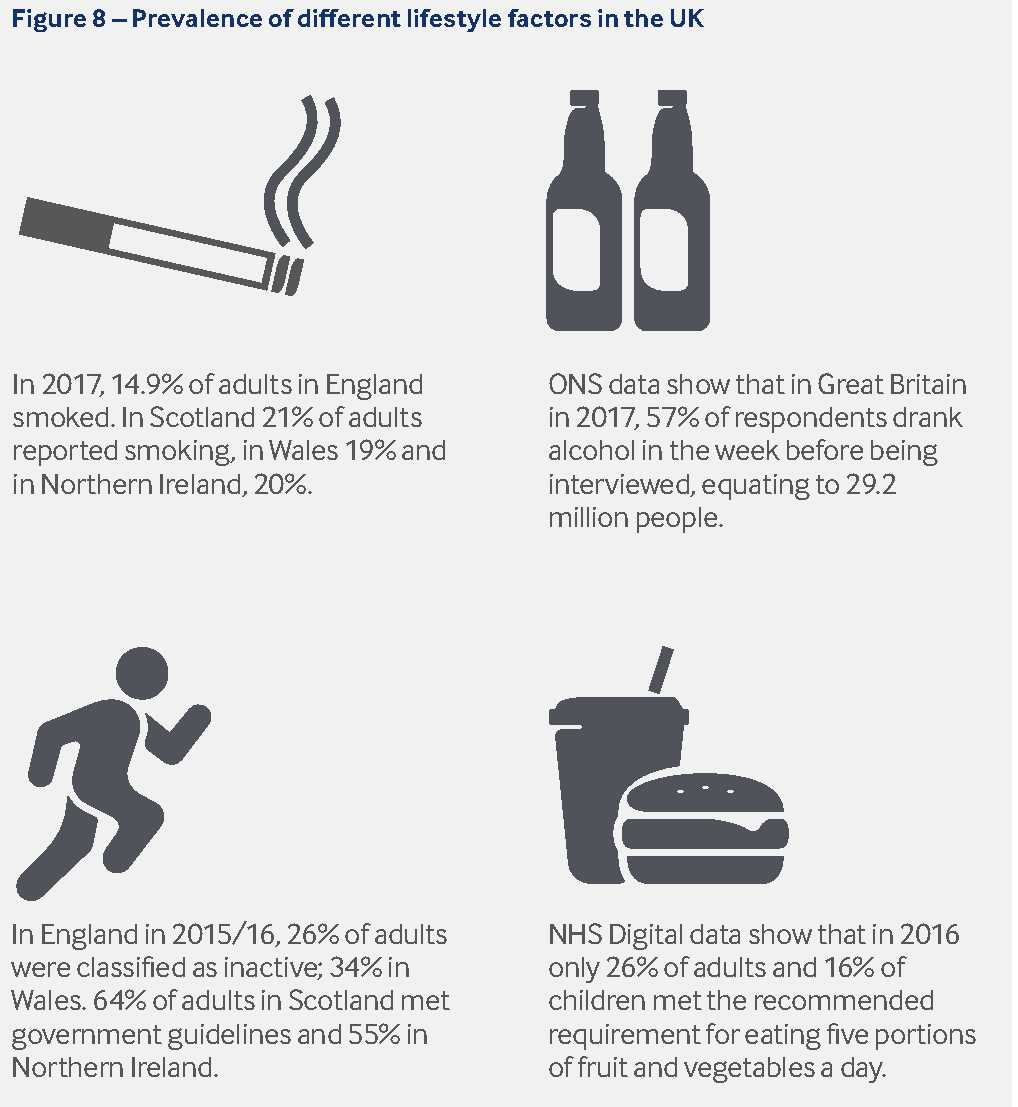 Figure 8 – Prevalence of different lifestyle factors in the UK
In 2017, 14.9% of adults in England
smoked. In Scotland 21% of adults
reported smoking, in Wales 19% and
in Northern Ireland, 20%.
ONS data show that in Great Britain
in 2017, 57% of respondents drank
alcohol in the week before being
interviewed, equating to 29.2
million people.
In England in 2015/16, 26% of adults
were classified as inactive; 34% in
Wales. 64% of adults in Scotland met
government guidelines and 55% in
Northern Ireland.
NHS Digital data show that in 2016
only 26% of adults and 16% of
children met the recommended
requirement for eating five portions
of fruit and vegetables a day.